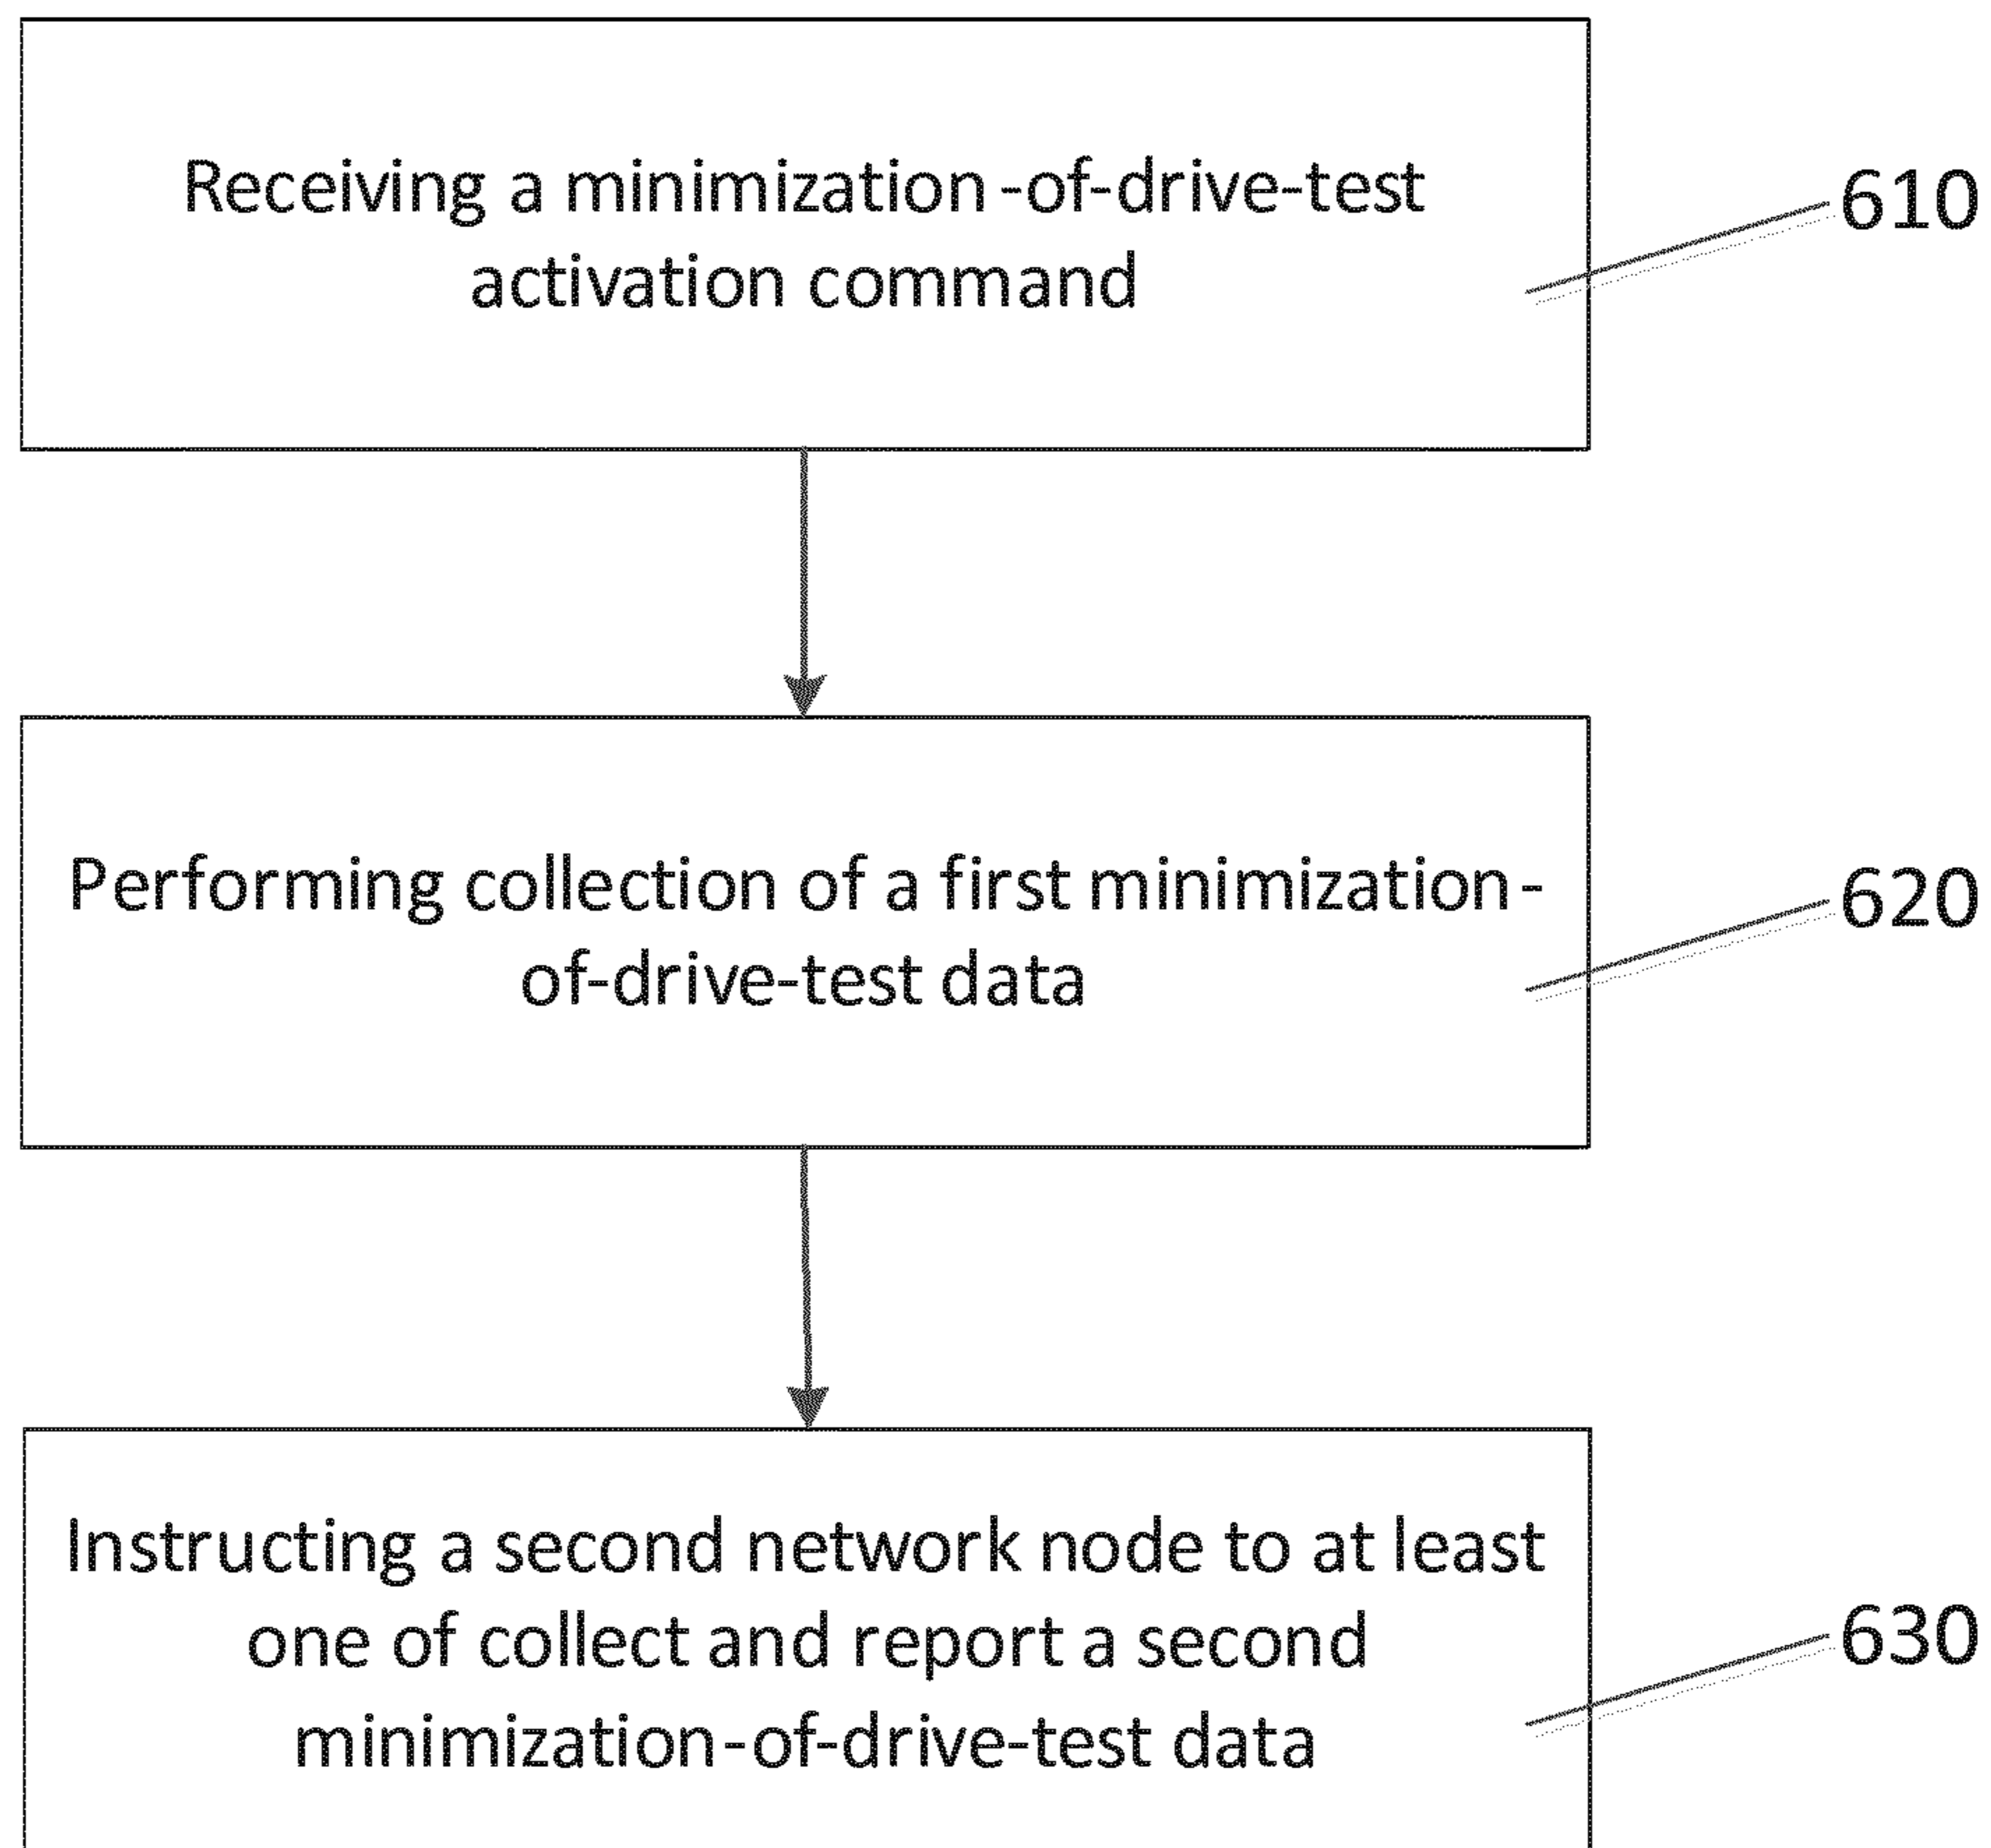 Receiving a minimization-of-drive-test
activation command
610
Performing collection of a first minimization-
of-drive-test data
620
Instructing a second network node to at least
one of collect and report a second
minimization-of-drive-test data
630